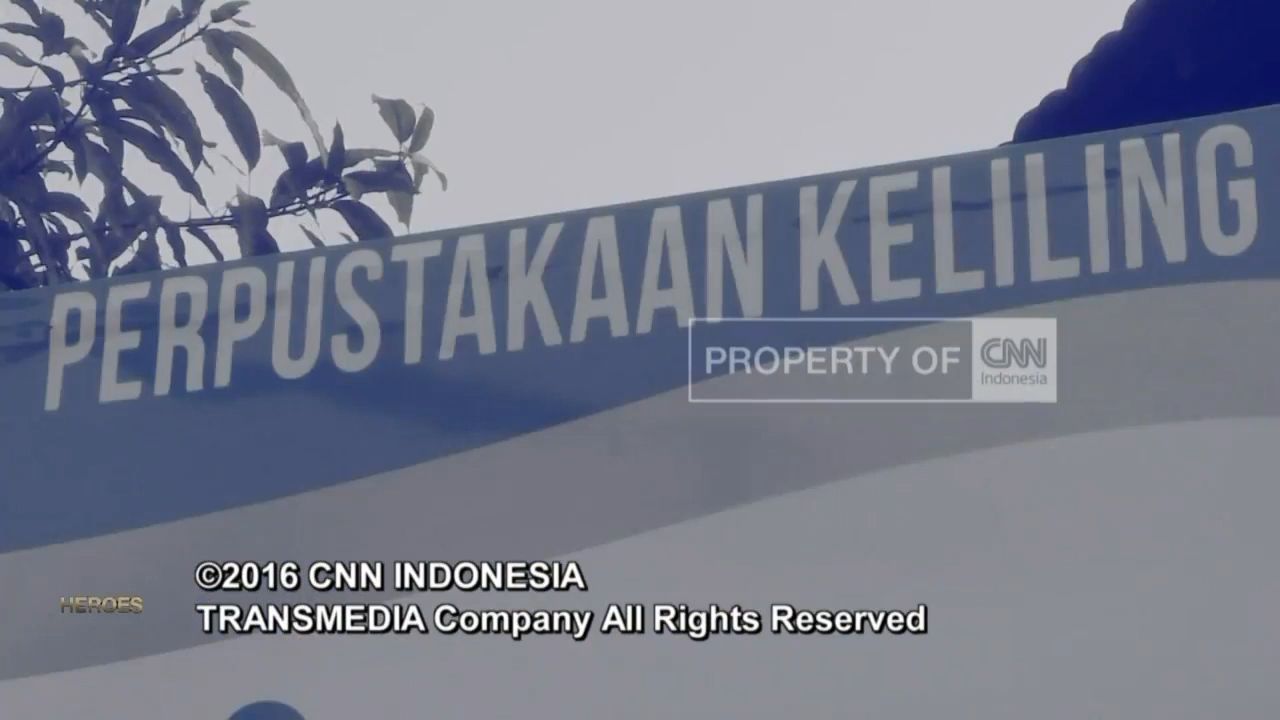 PERPUSTAKAAN KELILING
PROPERTY OF CNN Indonesia
©2016 CNN INDONESIA
HEROES
TRANSMEDIA Company All Rights Reserved